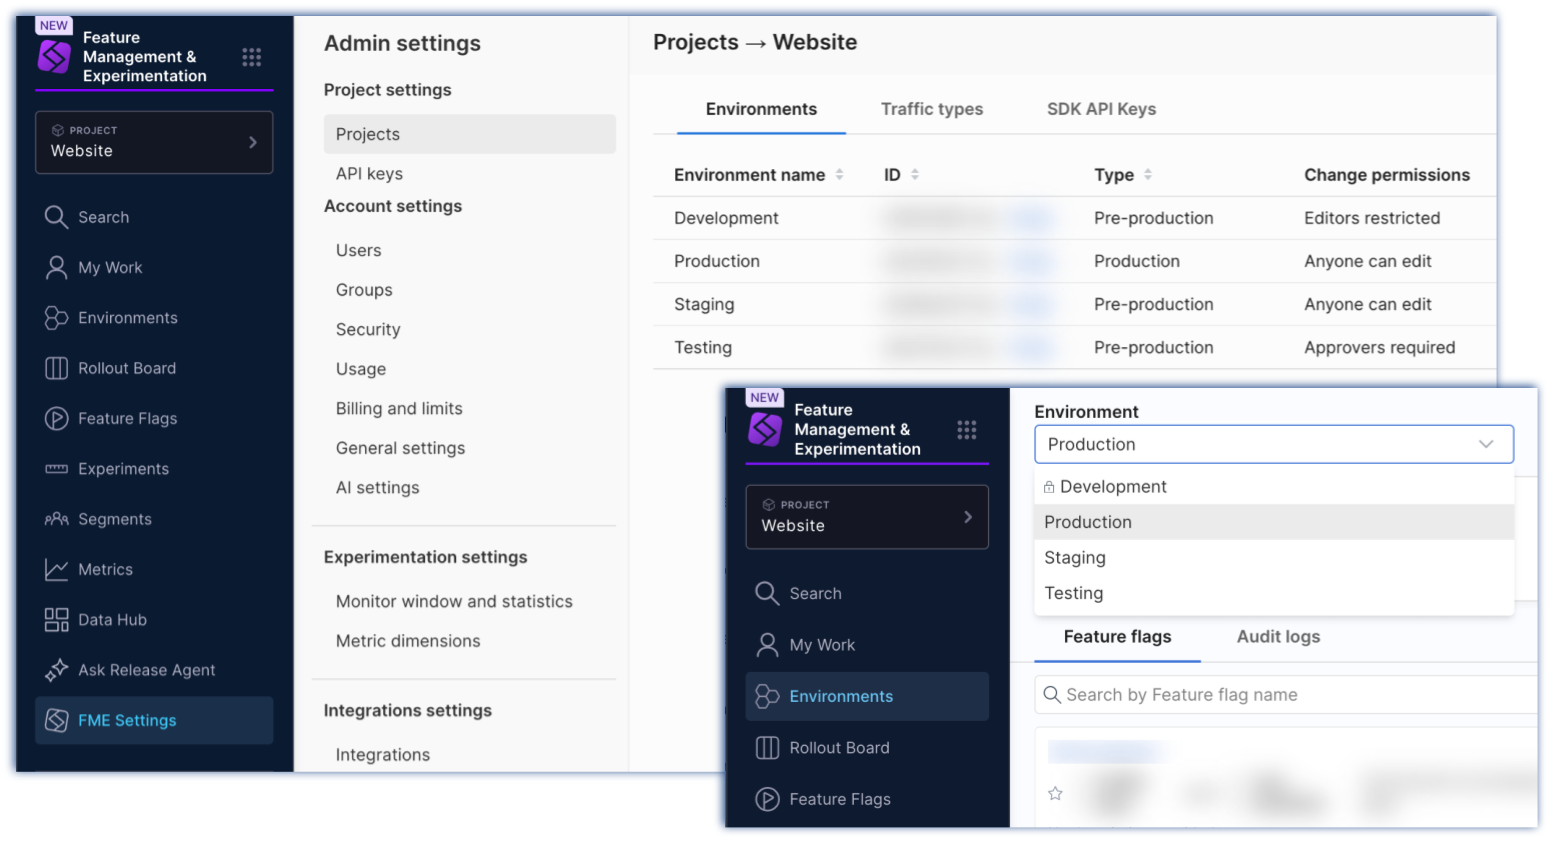 NEW
Feature
Management &
Experimentation
PROJECT
Website
Search
My Work
Environments
Rollout Board
Feature Flags
Experiments
Segments
Metrics
Data Hub
Ask Release Agent
FME Settings
Admin settings
Project settings
Projects
API keys
Account settings
Users
Groups
Security
Usage
Billing and limits
General settings
AI settings
Experimentation settings
Monitor window and statistics
Metric dimensions
Integrations settings
Integrations
Projects → Website
Environments Traffic types SDK API Keys
Environment name ID Type Change permissions
Development Pre-production Editors restricted
Production Production Anyone can edit
Staging Pre-production Anyone can edit
Testing Pre-production Approvers required
NEW
Feature
Management &
Experimentation
PROJECT
Website
Search
My Work
Environments
Rollout Board
Feature Flags
Environment
Production
Development
Production
Staging
Testing
Feature flags Audit logs
Search by Feature flag name